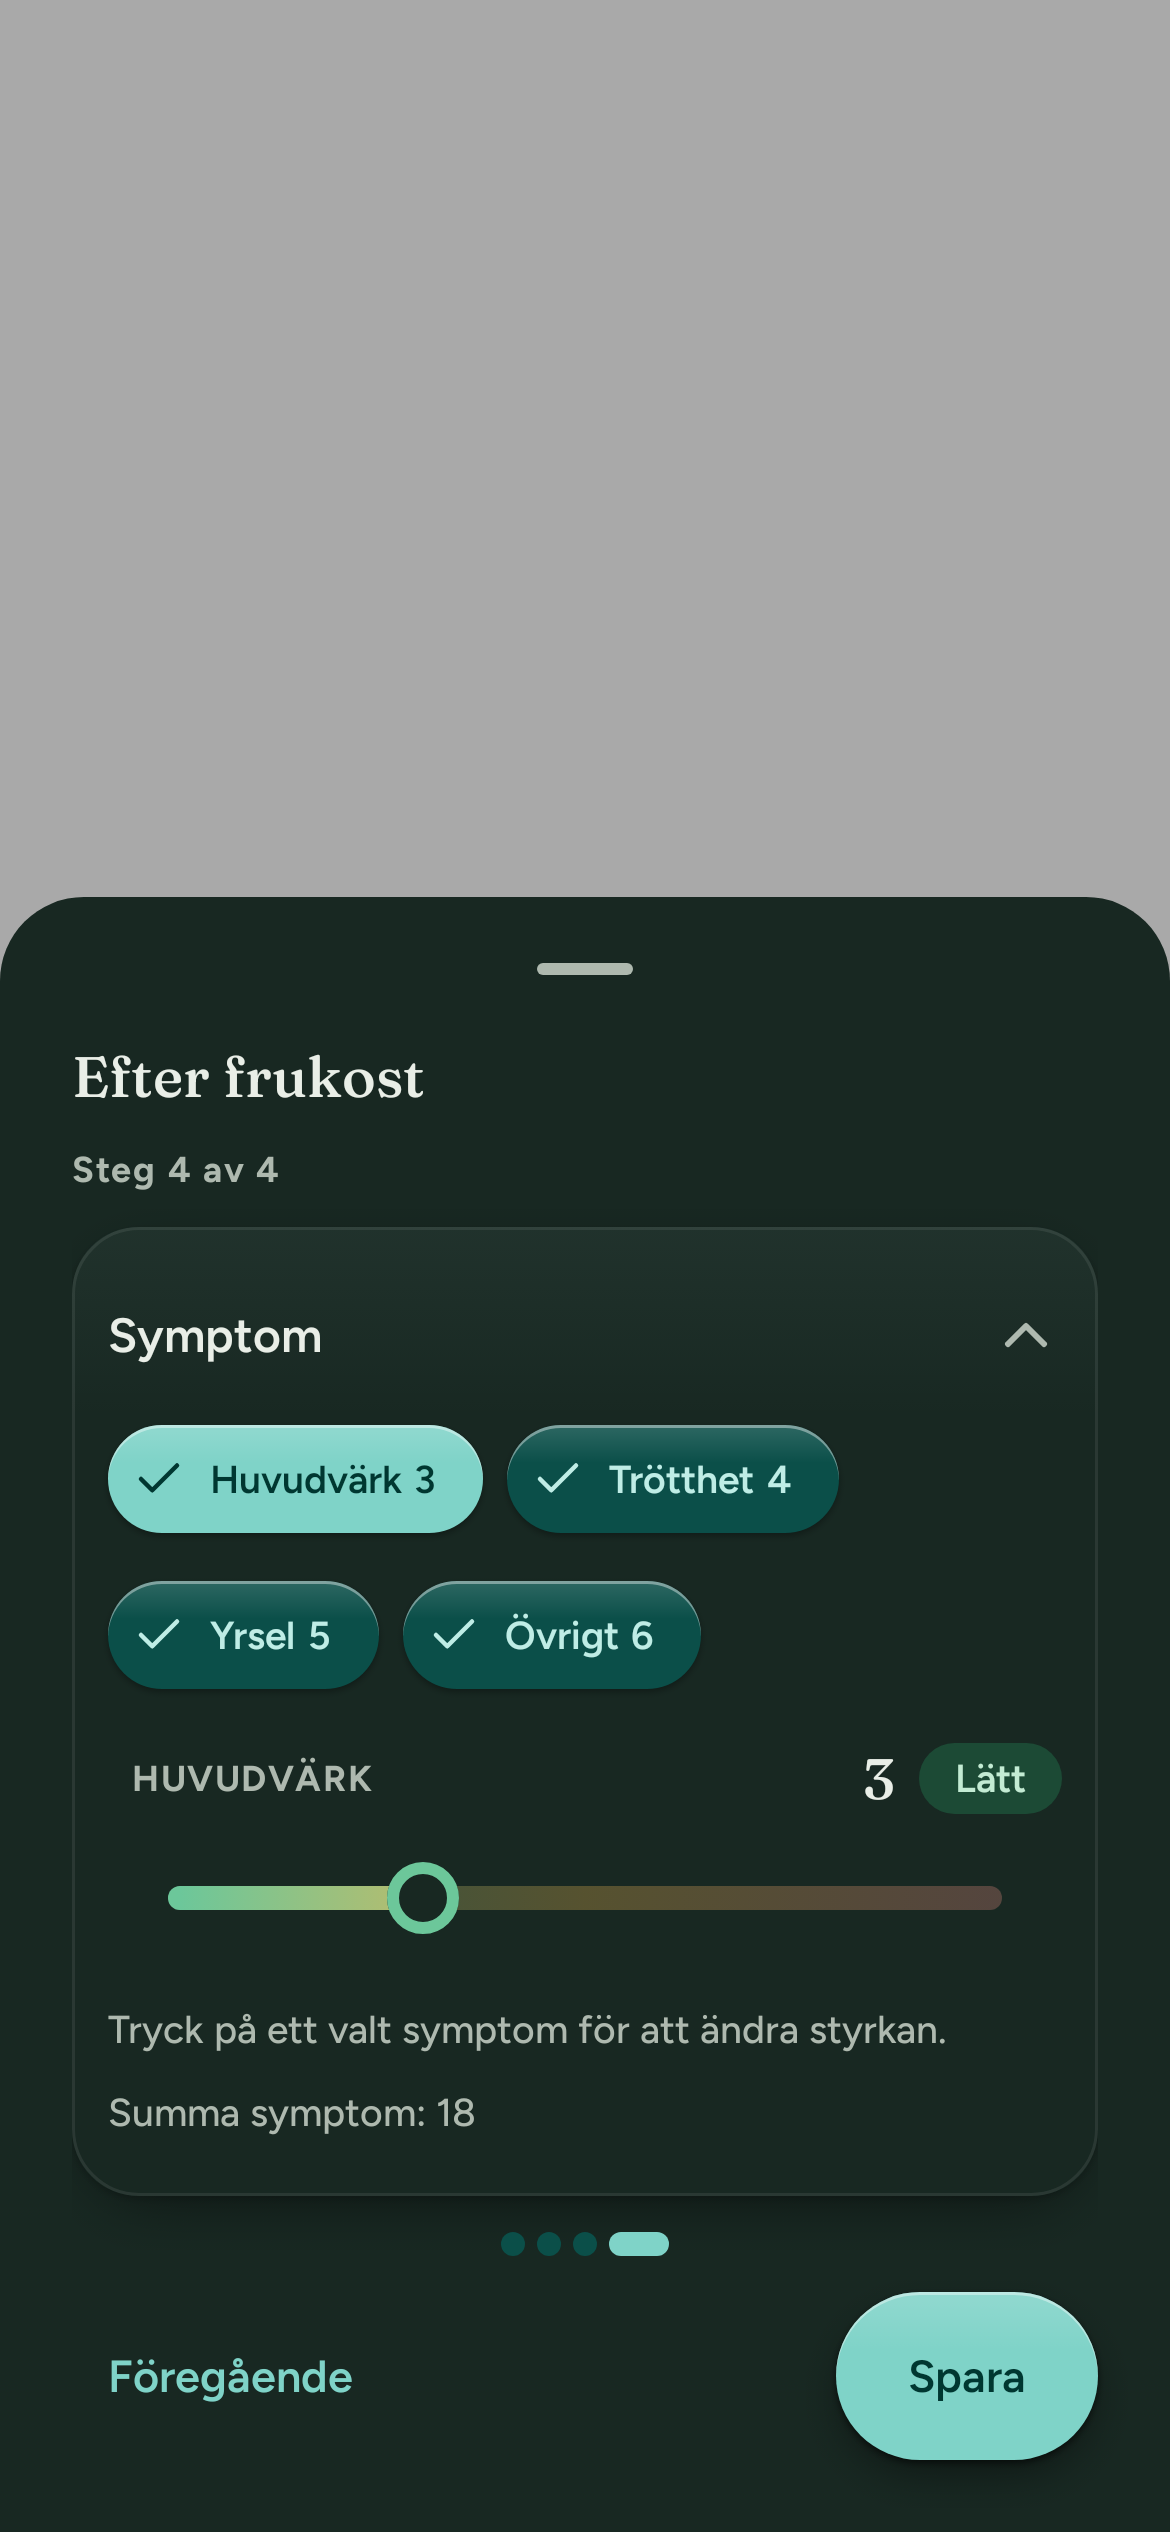 Efter frukost
Steg 4 av 4
Symptom
Huvudvärk 3
Trötthet 4
Yrsel 5
Övrigt 6
HUVUDVÄRK
3
Lätt
Tryck på ett valt symptom för att ändra styrkan.
Summa symptom: 18
Föregående
Spara